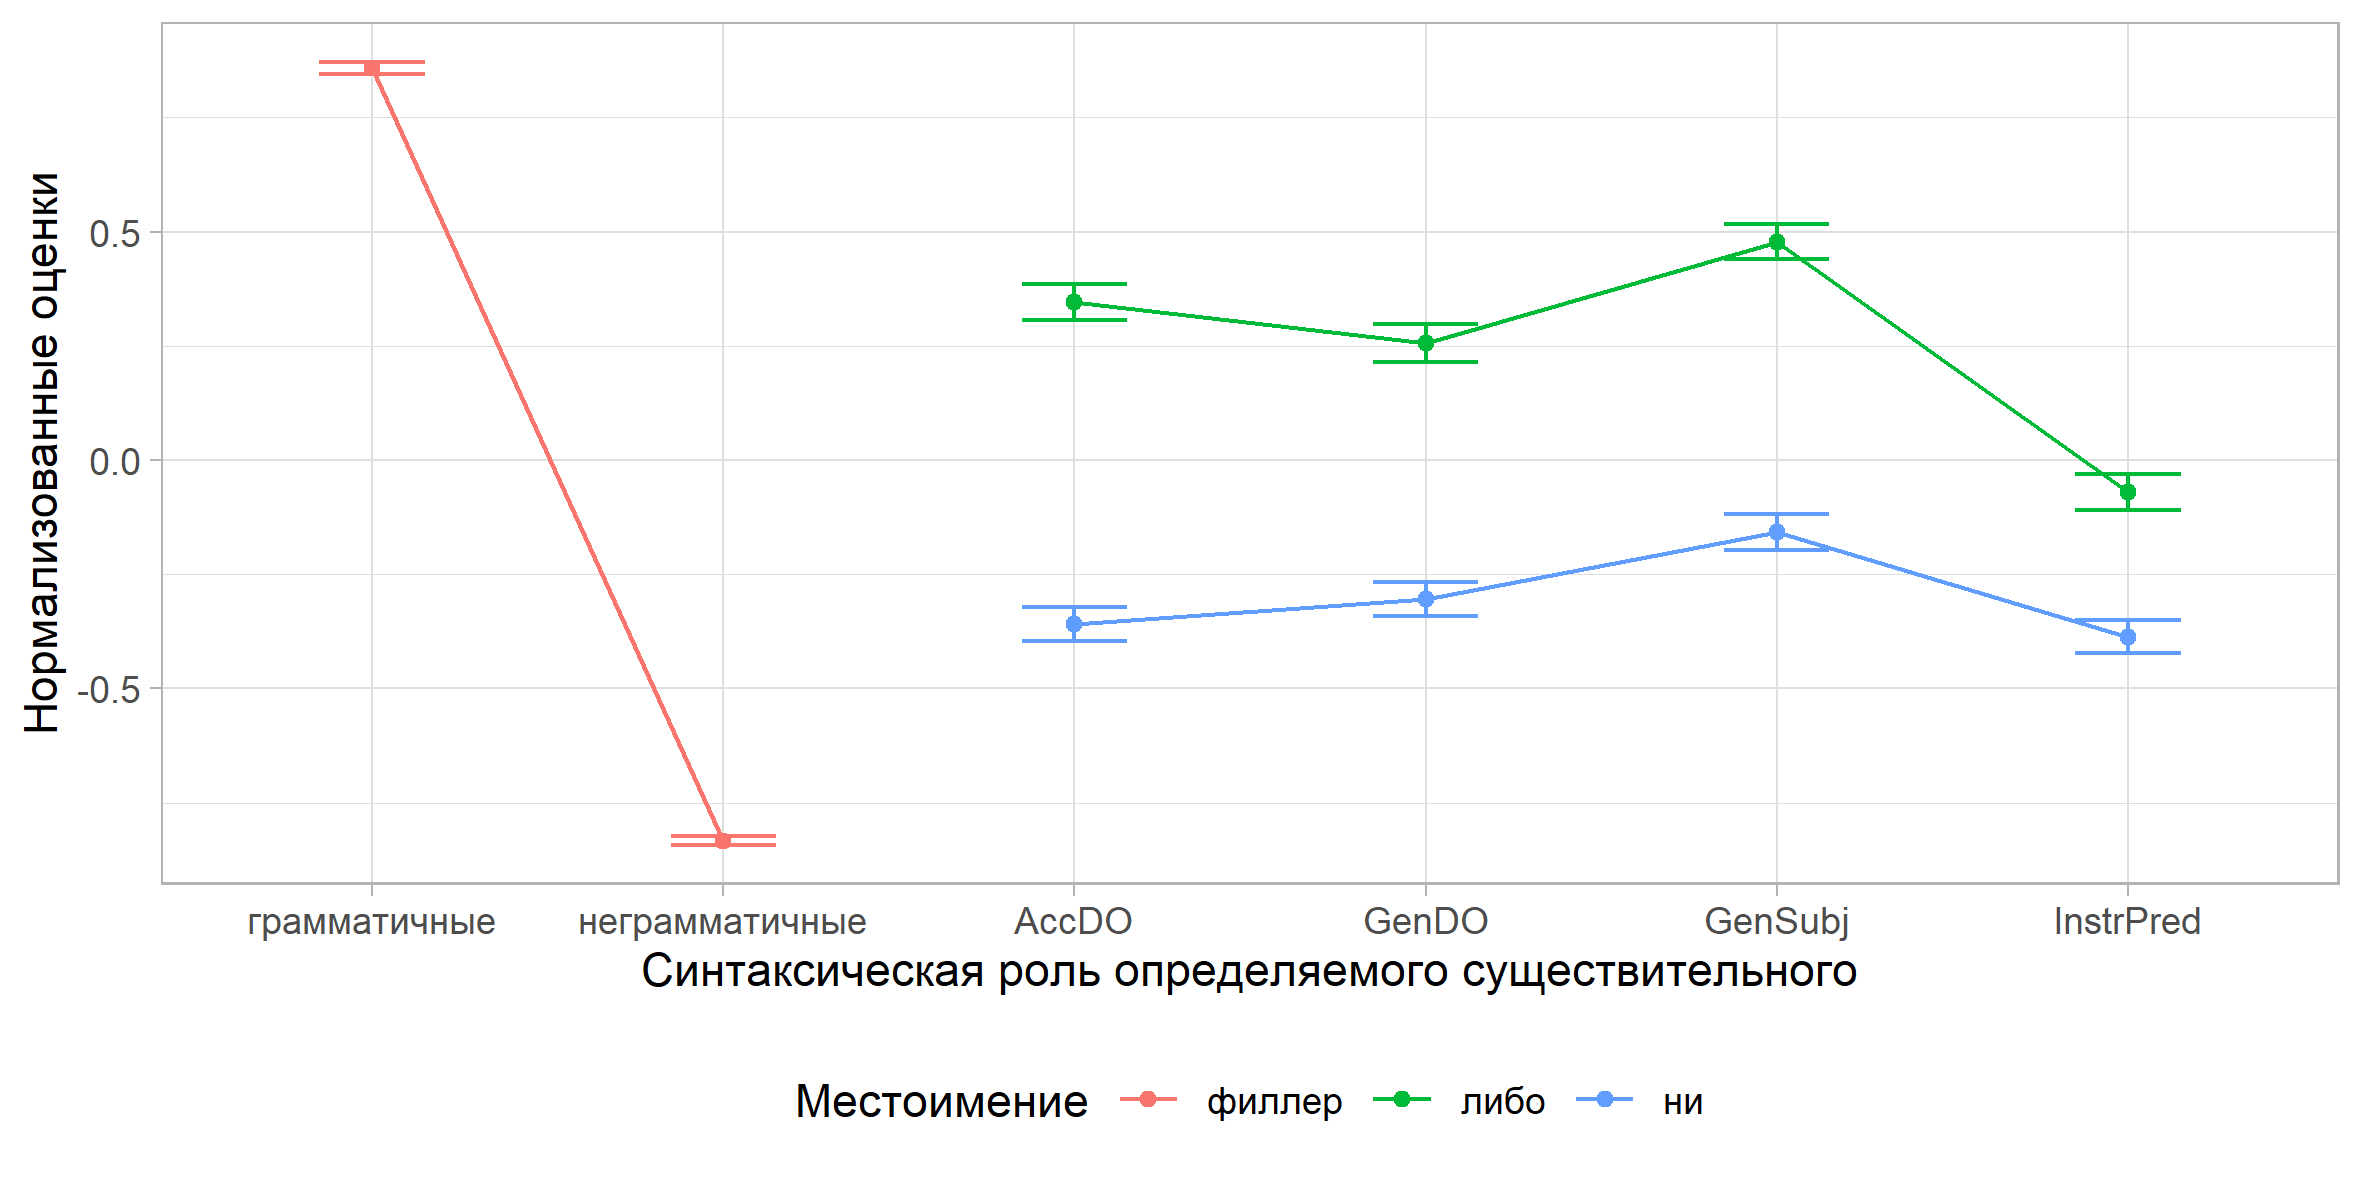 Нормализованные оценки
0.5
0.0
-0.5
грамматичные неграмматичные AccDO GenDO GenSubj InstrPred
Синтаксическая роль определяемого существительного
Местоимение филлер либо ни